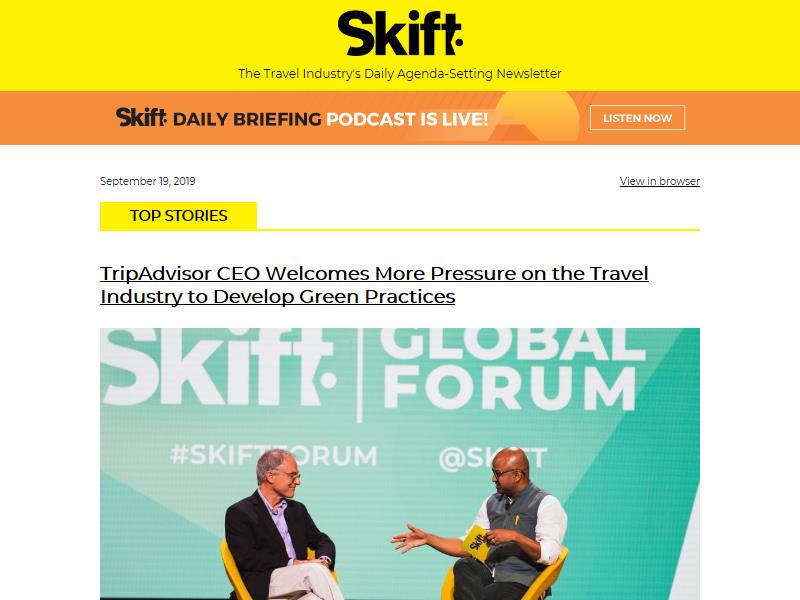 Skift
The Travel Industry's Daily Agenda-Setting Newsletter
Skift DAILY BRIEFING PODCAST IS LIVE!
LISTEN NOW
September 19, 2019
View in browser
TOP STORIES
TripAdvisor CEO Welcomes More Pressure on the Travel
Industry to Develop Green Practices
Skift GLOBAL
FORUM
#SKIFTFORUM @SKIFT
Skift